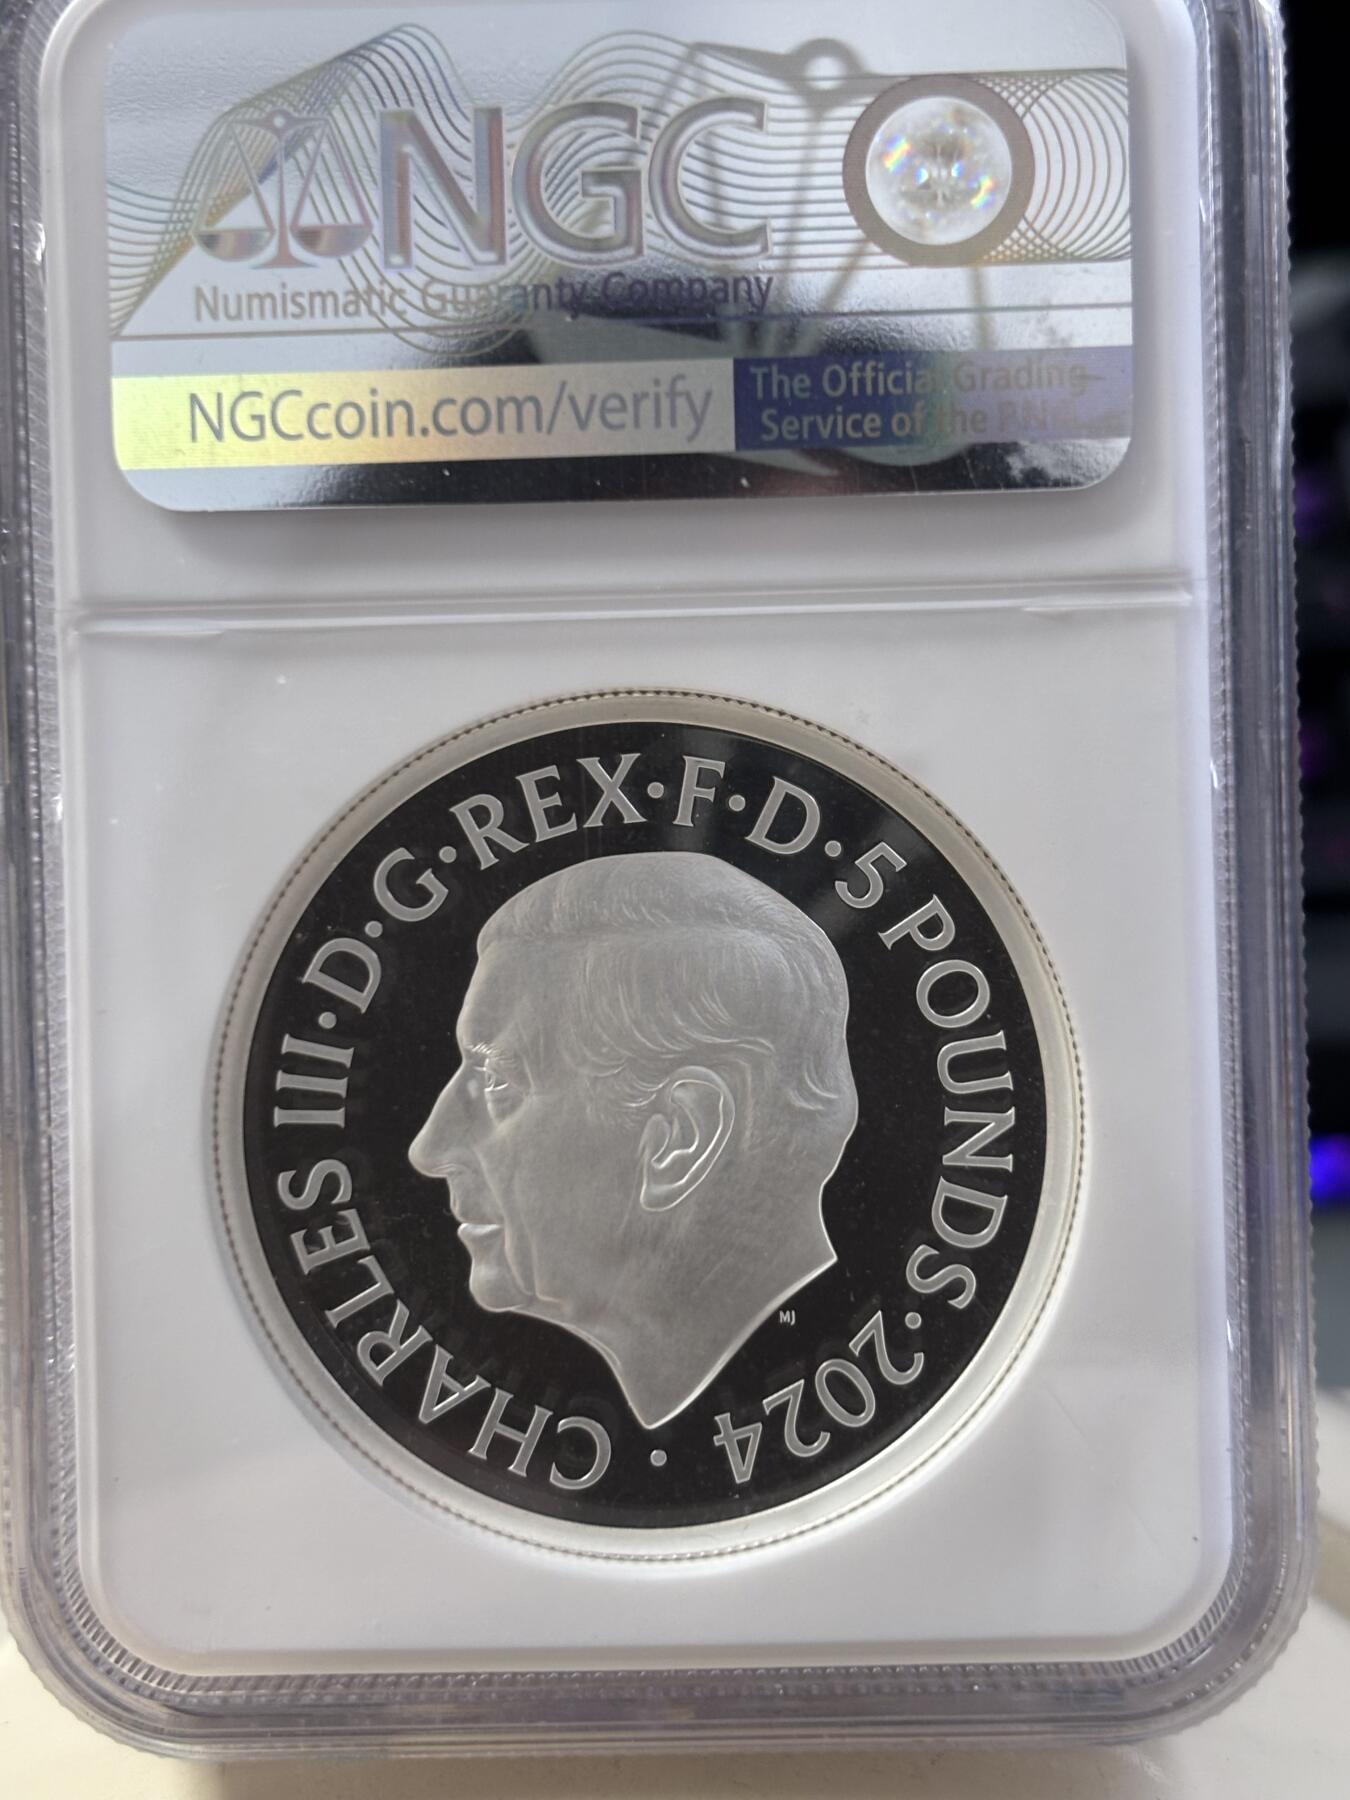 NGC
Numismatic Guaranty Company
NGCcoin.com/verify
The Official Grading
Service of the PNG
CHARLES III·D·G·REX·F·D·5 POUNDS·2024·
MJ